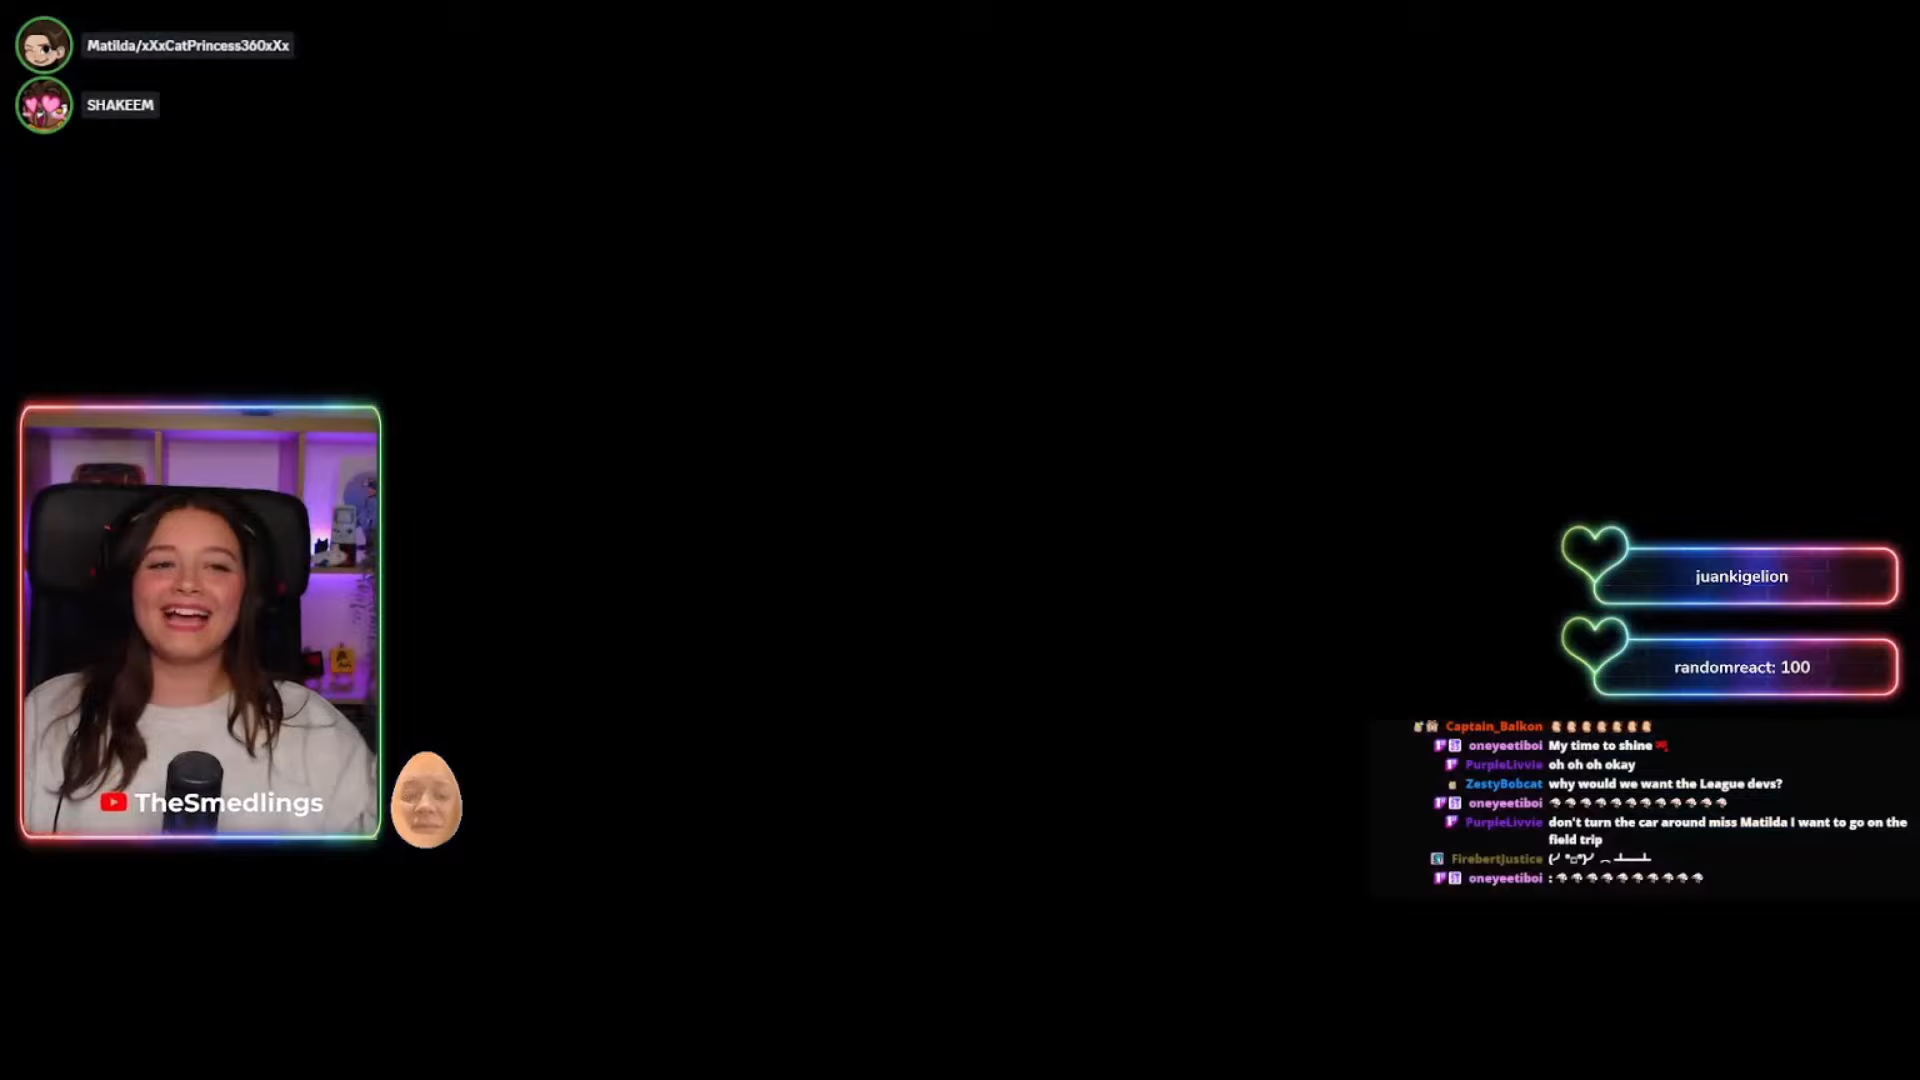 Matilda/xXxCatPrincess360xXx
SHAKEEM
TheSmedlings
juankigelion
randomreact: 100
Captain_Balkon
oneyeetiboi My time to shine
PurpleLivvie oh oh oh okay
ZestyBobcat why would we want the League devs?
oneyeetiboi
PurpleLivvie don't turn the car around miss Matilda I want to go on the
field trip
FirebertJustice (╯°□°)╯ ︵ ┻━┻
oneyeetiboi :